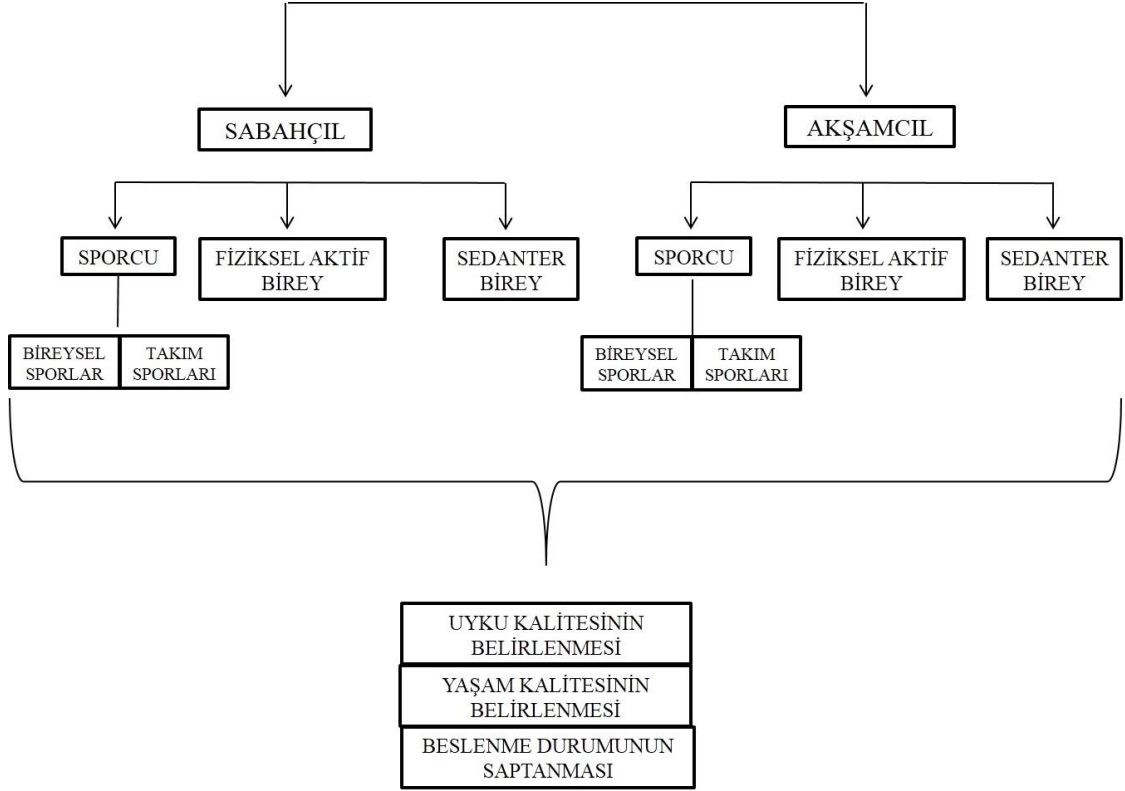 SABAHÇIL
AKŞAMCIL
SPORCU
FİZİKSEL AKTİF
BİREY
SEDANTER
BİREY
SPORCU
FİZİKSEL AKTİF
BİREY
SEDANTER
BİREY
BİREYSEL
SPORLAR
TAKIM
SPORLARI
BİREYSEL
SPORLAR
TAKIM
SPORLARI
UYKU KALİTESİNİN
BELİRLENMESİ
YAŞAM KALİTESİNİN
BELİRLENMESİ
BESLENME DURUMUNUN
SAPTANMASI